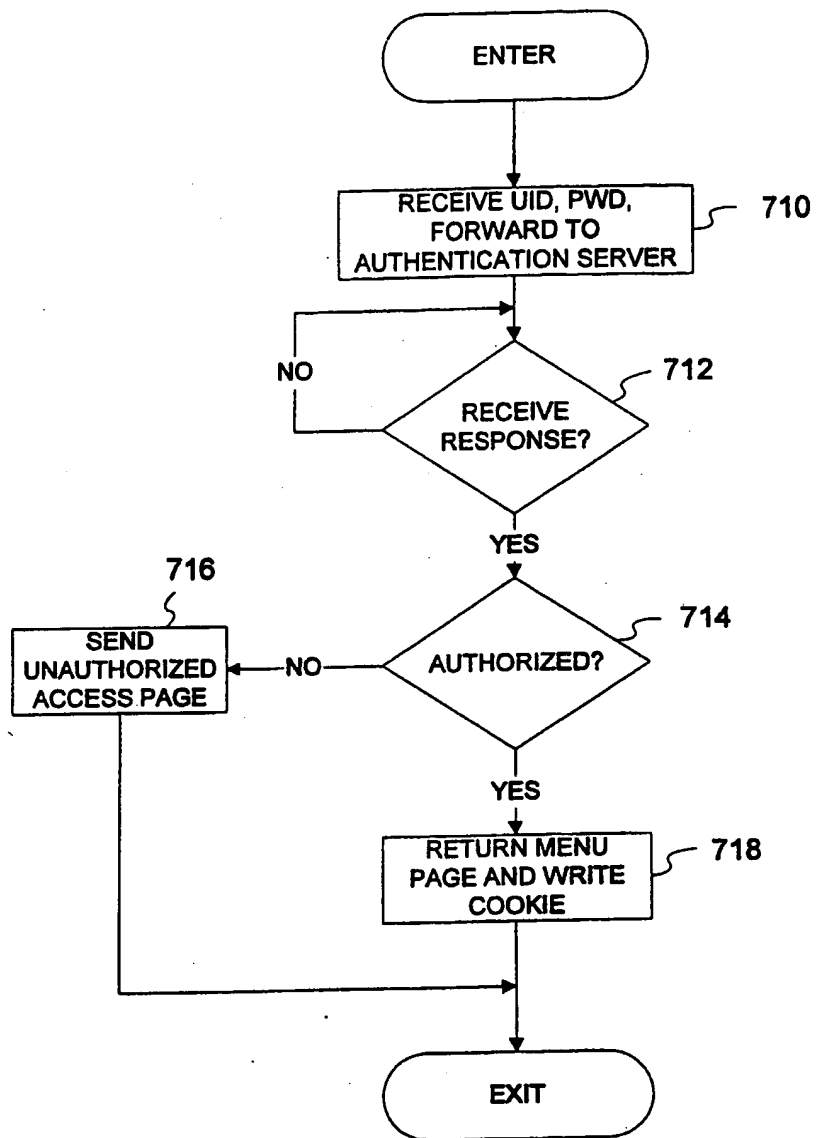 ENTER
RECEIVE UID, PWD,
FORWARD TO
AUTHENTICATION SERVER
710
NO
712
RECEIVE
RESPONSE?
YES
716
714
SEND
UNAUTHORIZED
ACCESS PAGE
NO
AUTHORIZED?
YES
RETURN MENU
PAGE AND WRITE
COOKIE
718
EXIT